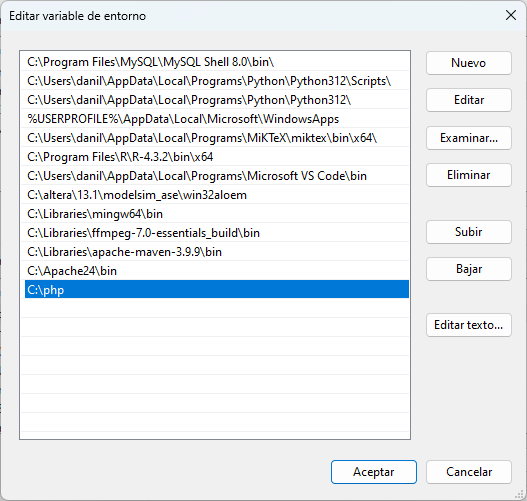 Editar variable de entorno
C:\Program Files\MySQL\MySQL Shell 8.0\bin\
C:\Users\danil\AppData\Local\Programs\Python\Python312\Scripts\
C:\Users\danil\AppData\Local\Programs\Python\Python312\
%USERPROFILE%\AppData\Local\Microsoft\WindowsApps
C:\Users\danil\AppData\Local\Programs\MiKTeX\miktex\bin\x64\
C:\Program Files\R\R-4.3.2\bin\x64
C:\Users\danil\AppData\Local\Programs\Microsoft VS Code\bin
C:\altera\13.1\modelsim_ase\win32aloem
C:\Libraries\mingw64\bin
C:\Libraries\ffmpeg-7.0-essentials_build\bin
C:\Libraries\apache-maven-3.9.9\bin
C:\Apache24\bin
C:\php
Nuevo
Editar
Examinar...
Eliminar
Subir
Bajar
Editar texto...
Aceptar
Cancelar